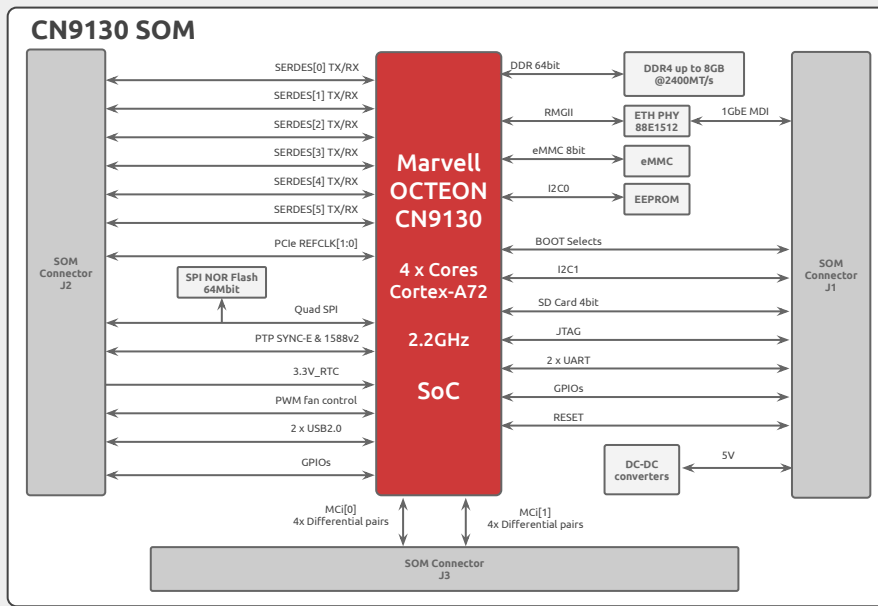 CN9130 SOM
SOM
Connector
J2
SERDES[0] TX/RX
SERDES[1] TX/RX
SERDES[2] TX/RX
SERDES[3] TX/RX
SERDES[4] TX/RX
SERDES[5] TX/RX
PCIe REFCLK[1:0]
SPI NOR Flash
64Mbit
Quad SPI
PTP SYNC-E & 1588v2
3.3V_RTC
PWM fan control
2 x USB2.0
GPIOs
Marvell
OCTEON
CN9130
4 x Cores
Cortex-A72
2.2GHz
SoC
DDR 64bit
DDR4 up to 8GB
@2400MT/s
RMGII
ETH PHY
88E1512
1GbE MDI
eMMC 8bit
eMMC
I2C0
EEPROM
BOOT Selects
I2C1
SD Card 4bit
JTAG
2 x UART
GPIOs
RESET
DC-DC
converters
5V
SOM
Connector
J1
MCi[0]
4x Differential pairs
MCi[1]
4x Differential pairs
SOM Connector
J3